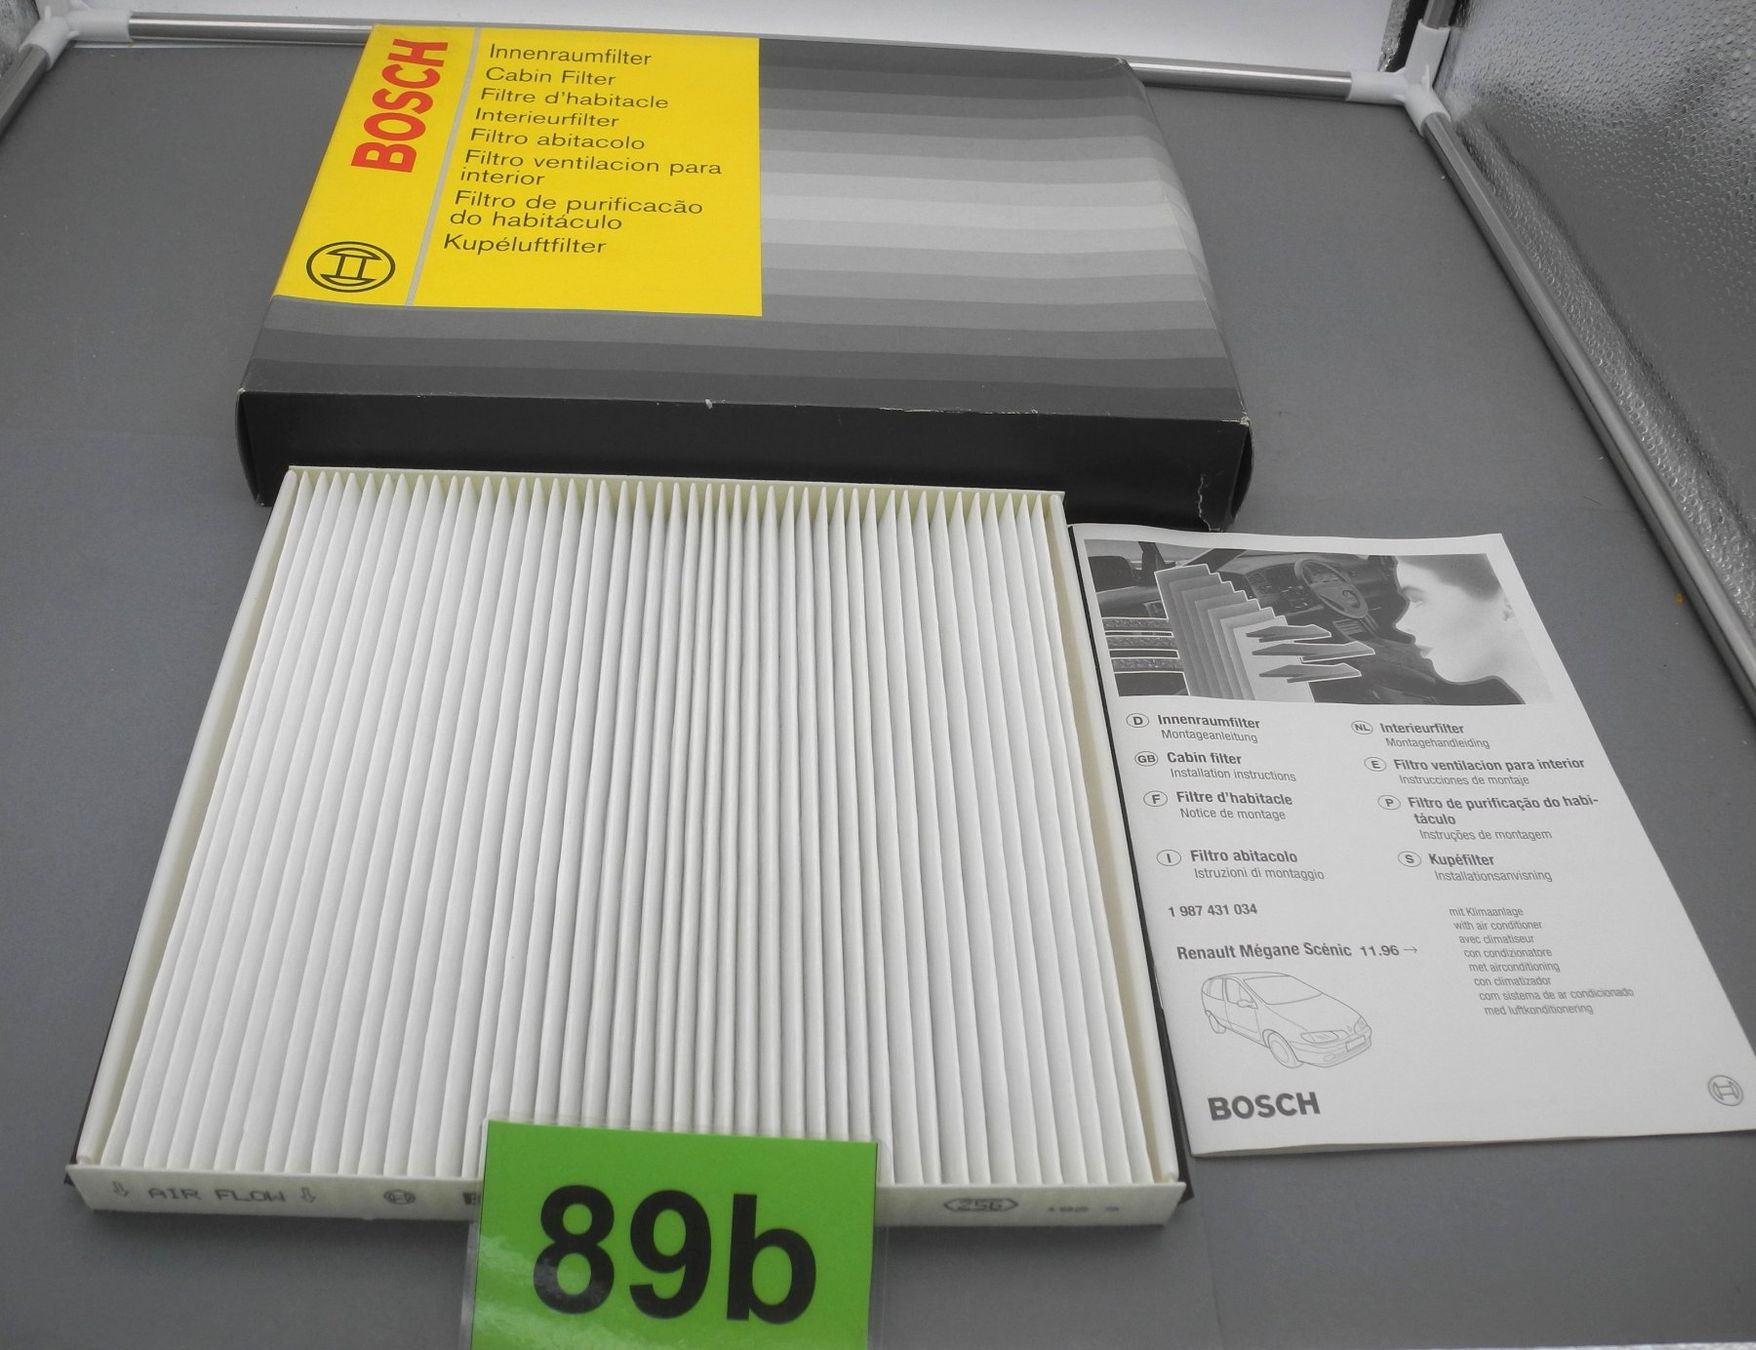 BOSCH
Innenraumfilter
Cabin Filter
Filtre d'habitacle
Interieurfilter
Filtro abitacolo
Filtro ventilacion para
interior
Filtro de purificacão
do habitáculo
Kupéluftfilter
D Innenraumfilter
Montageanleitung
GB Cabin filter
Installation instructions
F Filtre d'habitacle
Notice de montage
I Filtro abitacolo
Istruzioni di montaggio
NL Interieurfilter
Montagehandleiding
E Filtro ventilacion para interior
Instrucciones de montaje
P Filtro de purificação do habi-
táculo
Instruções de montagem
S Kupéfilter
Installationsanvisning
1 987 431 034
Renault Mégane Scénic 11.96 →
mit Klimaanlage
with air conditioner
avec climatiseur
con condizionatore
met airconditioning
con climatizador
com sistema de ar condicionado
med luftkonditionering
BOSCH
AIR FLOW
256
89b